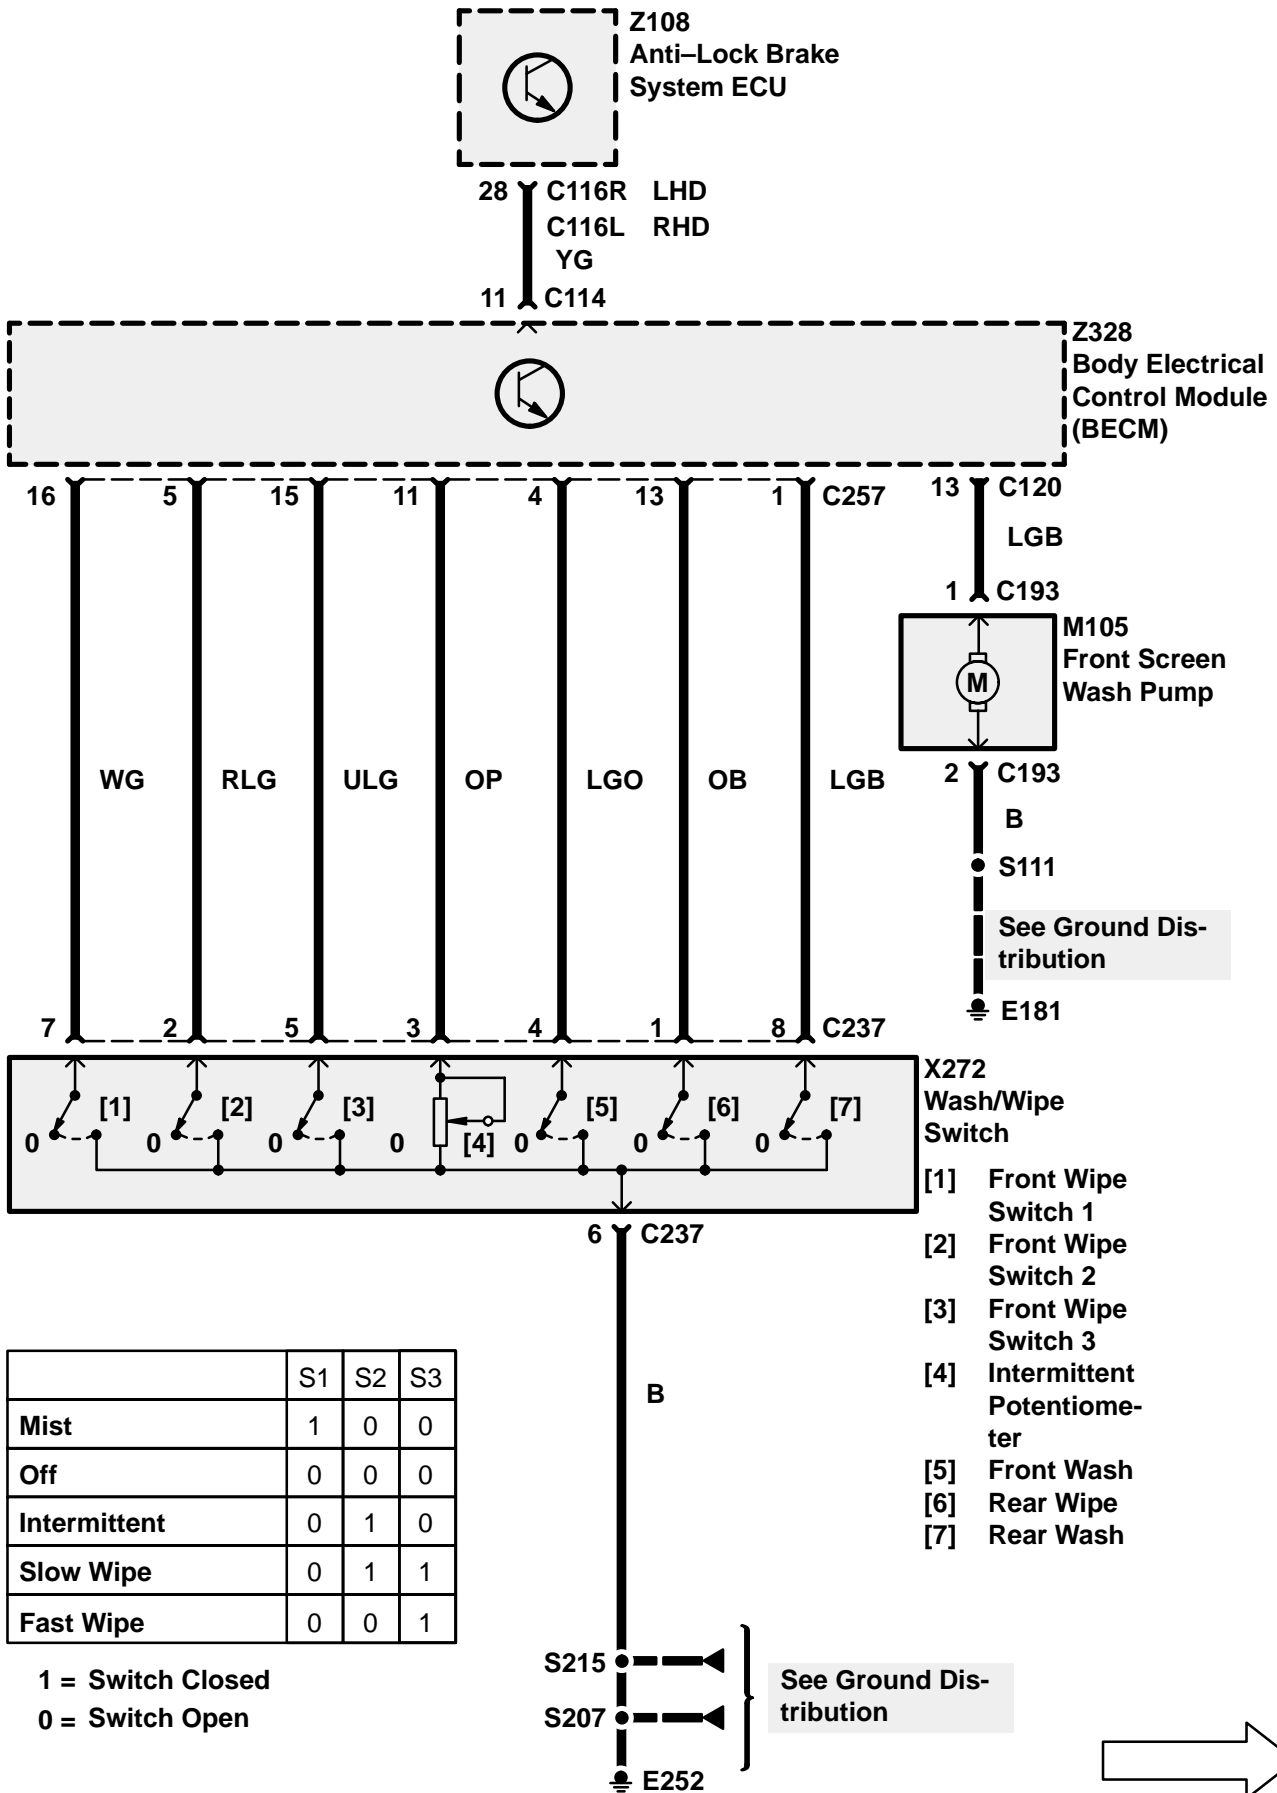 Z108
Anti–Lock Brake
System ECU
28 C116R LHD
C116L RHD
YG
11 C114
Z328
Body Electrical
Control Module
(BECM)
16 5 15 11 4 13 1 C257 13 C120
LGB
1 C193
M105
Front Screen
Wash Pump
M
2 C193
WG RLG ULG OP LGO OB LGB
B
S111
See Ground Dis-
tribution
E181
7 2 5 3 4 1 8 C237
X272
Wash/Wipe
Switch
[1] [2] [3] [4] [5] [6] [7]
0 0 0 0 0 0 0
[1] Front Wipe
Switch 1
[2] Front Wipe
Switch 2
[3] Front Wipe
Switch 3
[4] Intermittent
Potentiome-
ter
[5] Front Wash
[6] Rear Wipe
[7] Rear Wash
6 C237
B
S1 S2 S3
Mist 1 0 0
Off 0 0 0
Intermittent 0 1 0
Slow Wipe 0 1 1
Fast Wipe 0 0 1
1 = Switch Closed
0 = Switch Open
S215
S207
See Ground Dis-
tribution
E252